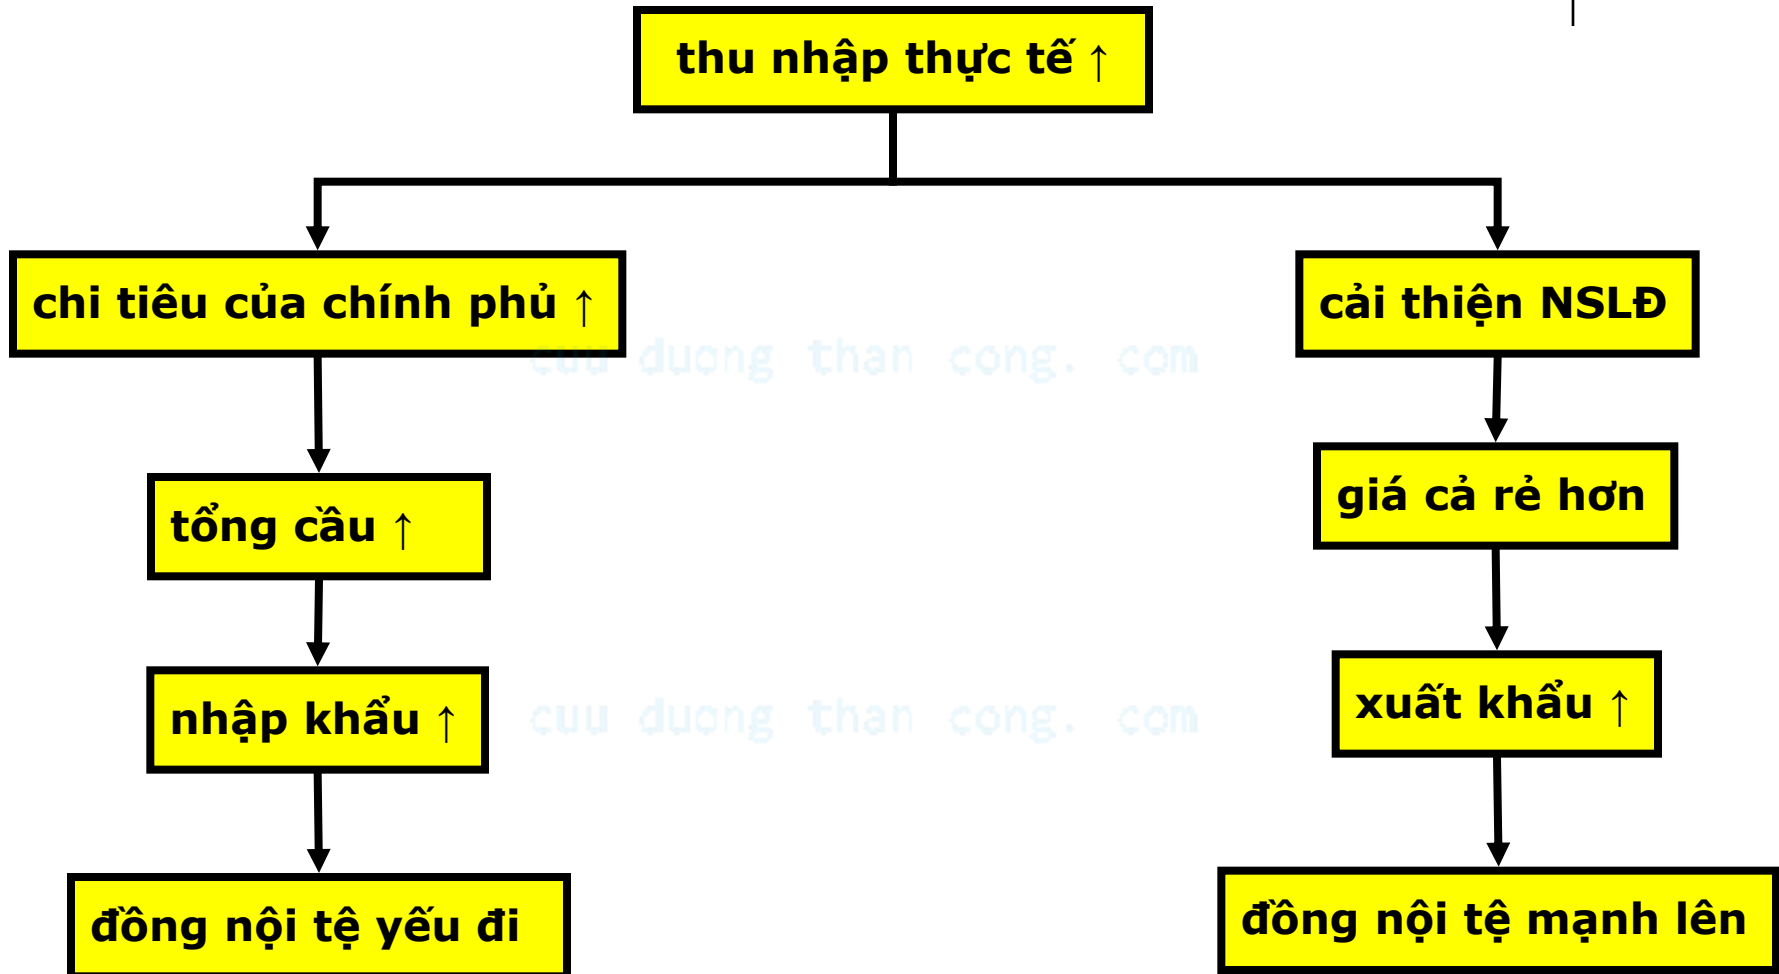 thu nhập thực tế ↑
chi tiêu của chính phủ ↑
cải thiện NSLĐ
cuu duong than cong. com
giá cả rẻ hơn
tổng cầu ↑
xuất khẩu ↑
nhập khẩu ↑
cuu duong than cong. com
đồng nội tệ yếu đi
đồng nội tệ mạnh lên